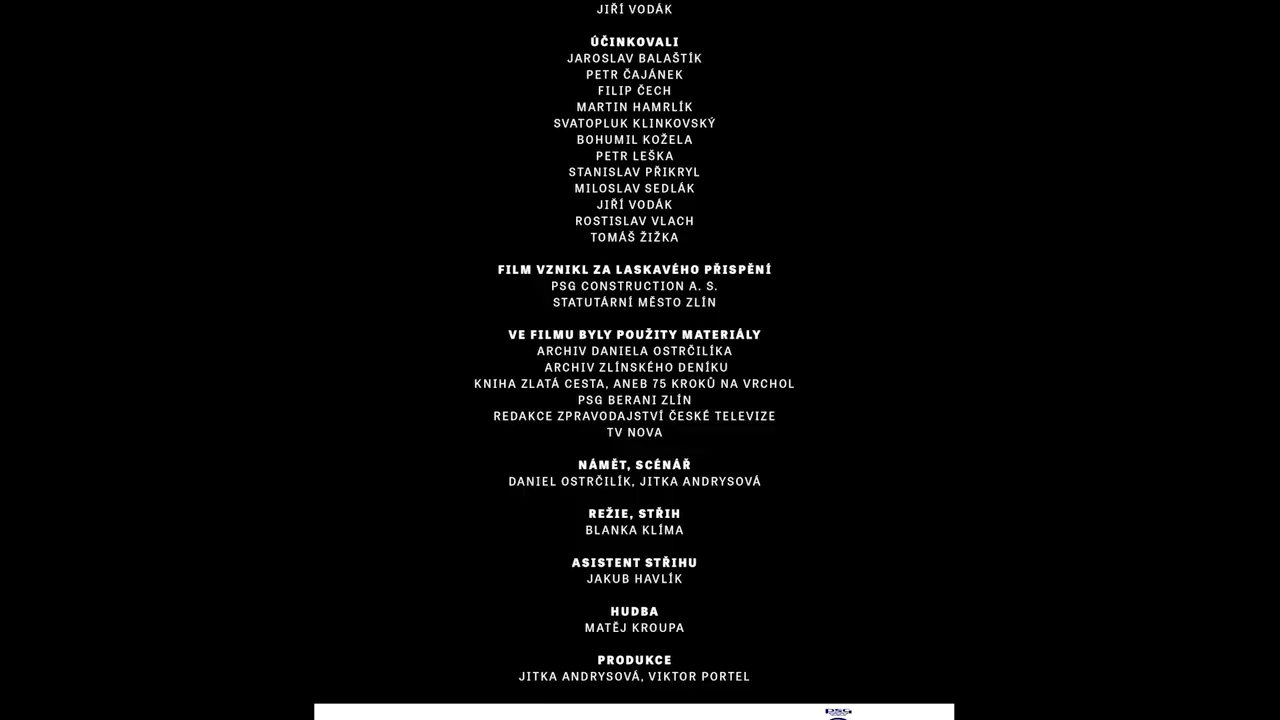 JIŘÍ VODÁK
ÚČINKOVALI
JAROSLAV BALAŠTÍK
PETR ČAJÁNEK
FILIP ČECH
MARTIN HAMRLÍK
SVATOPLUK KLINKOVSKÝ
BOHUMIL KOŽELA
PETR LEŠKA
STANISLAV PŘIKRYL
MILOSLAV SEDLÁK
JIŘÍ VODÁK
ROSTISLAV VLACH
TOMÁŠ ŽIŽKA
FILM VZNIKL ZA LASKAVÉHO PŘISPĚNÍ
PSG CONSTRUCTION A. S.
STATUTÁRNÍ MĚSTO ZLÍN
VE FILMU BYLY POUŽITY MATERIÁLY
ARCHIV DANIELA OSTRČILÍKA
ARCHIV ZLÍNSKÉHO DENÍKU
KNIHA ZLATÁ CESTA, ANEB 75 KROKŮ NA VRCHOL
PSG BERANI ZLÍN
REDAKCE ZPRAVODAJSTVÍ ČESKÉ TELEVIZE
TV NOVA
NÁMĚT, SCÉNÁŘ
DANIEL OSTRČILÍK, JITKA ANDRYSOVÁ
REŽIE, STŘIH
BLANKA KLÍMA
ASISTENT STŘIHU
JAKUB HAVLÍK
HUDBA
MATĚJ KROUPA
PRODUKCE
JITKA ANDRYSOVÁ, VIKTOR PORTEL
PSG